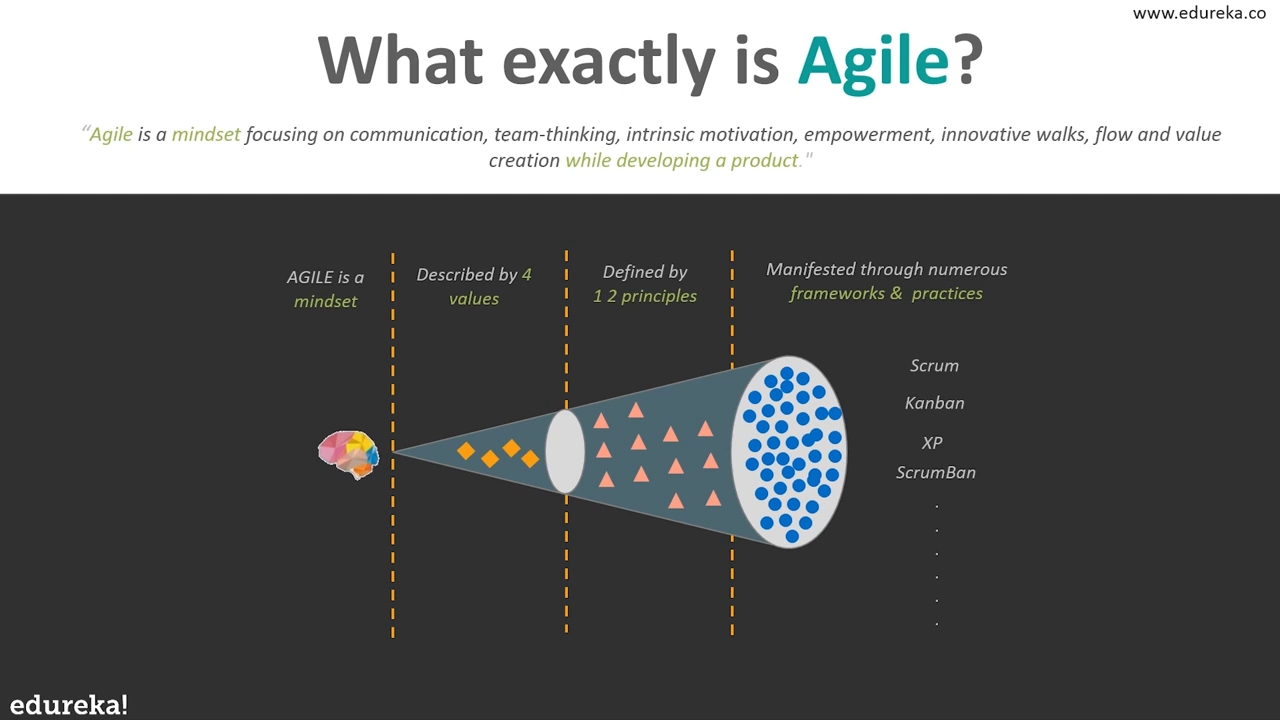 www.edureka.co
What exactly is Agile?
“Agile is a mindset focusing on communication, team-thinking, intrinsic motivation, empowerment, innovative walks, flow and value
creation while developing a product."
AGILE is a
mindset
Described by 4
values
Defined by
1 2 principles
Manifested through numerous
frameworks & practices
Scrum
Kanban
XP
ScrumBan
.
.
.
.
.
.
edureka!